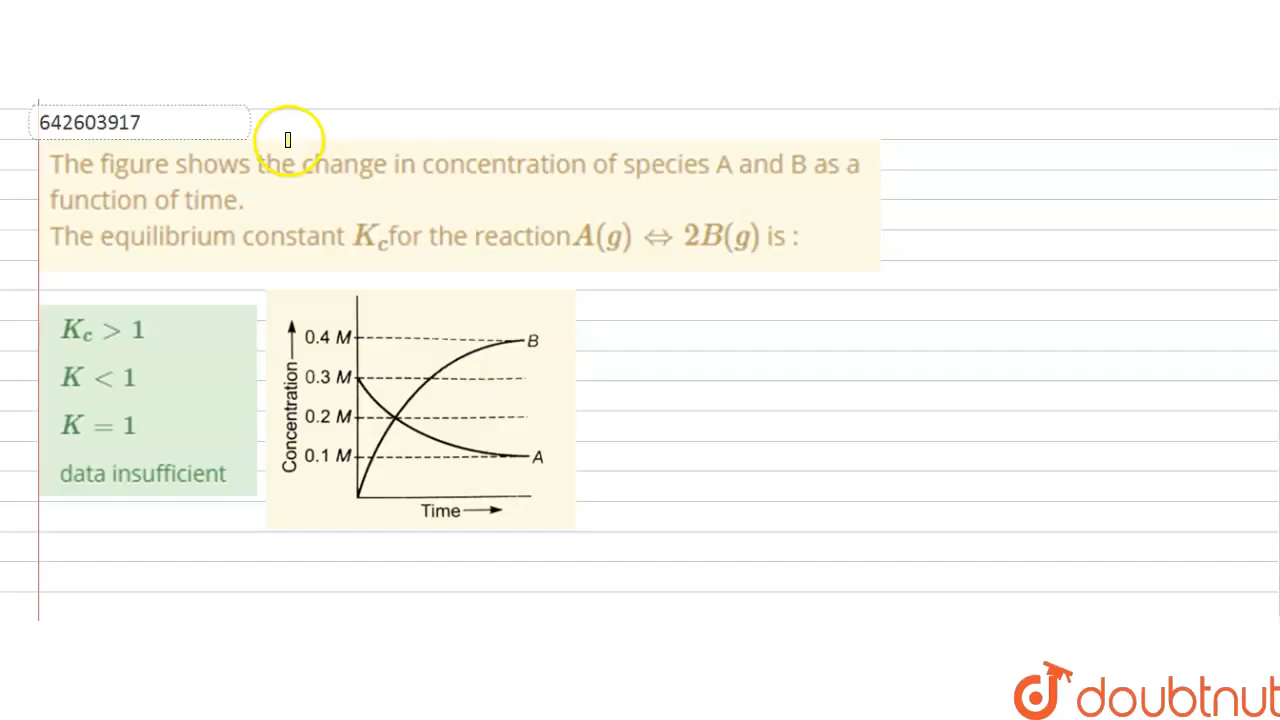 642603917
The figure shows the change in concentration of species A and B as a
function of time.
The equilibrium constant K_c for the reaction A(g) ⇔ 2B(g) is :
K_c > 1
K < 1
K = 1
data insufficient
Concentration
0.4 M
0.3 M
0.2 M
0.1 M
B
A
Time
doubtnut